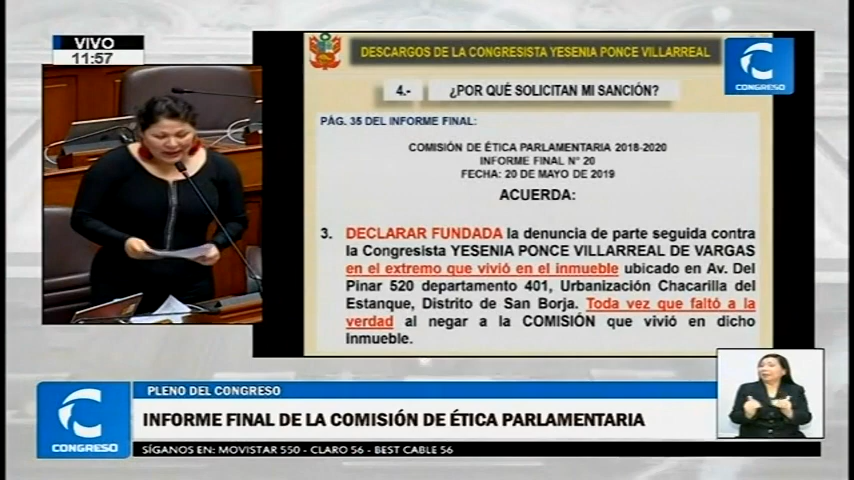 VIVO
11:57
DESCARGOS DE LA CONGRESISTA YESENIA PONCE VILLARREAL
CONGRESO
4.- ¿POR QUÉ SOLICITAN MI SANCIÓN?
PÁG. 35 DEL INFORME FINAL:
COMISIÓN DE ÉTICA PARLAMENTARIA 2018-2020
INFORME FINAL N° 20
FECHA: 20 DE MAYO DE 2019
ACUERDA:
3. DECLARAR FUNDADA la denuncia de parte seguida contra
la Congresista YESENIA PONCE VILLARREAL DE VARGAS
en el extremo que vivió en el inmueble ubicado en Av. Del
Pinar 520 departamento 401, Urbanización Chacarilla del
Estanque, Distrito de San Borja. Toda vez que faltó a la
verdad al negar a la COMISIÓN que vivió en dicho
inmueble.
PLENO DEL CONGRESO
INFORME FINAL DE LA COMISIÓN DE ÉTICA PARLAMENTARIA
CONGRESO
SÍGANOS EN: MOVISTAR 550 - CLARO 56 - BEST CABLE 56